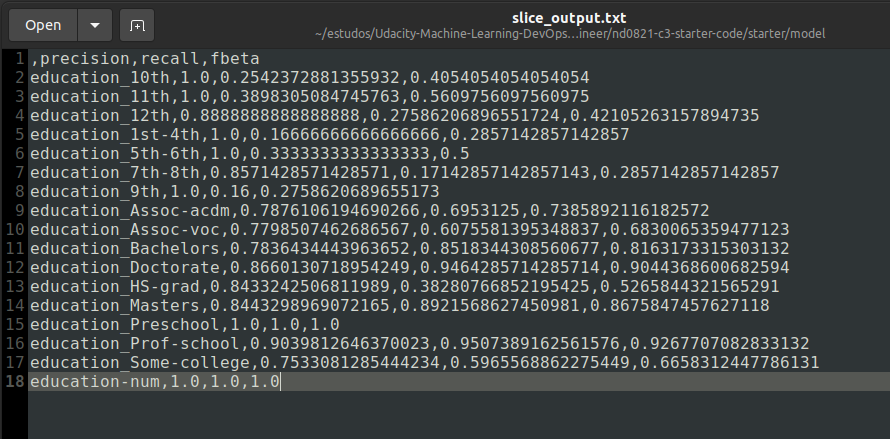 Open
slice_output.txt
~/estudos/Udacity-Machine-Learning-DevOps…ineer/nd0821-c3-starter-code/starter/model
1 ,precision,recall,fbeta
2 education_10th,1.0,0.2542372881355932,0.4054054054054054
3 education_11th,1.0,0.3898305084745763,0.5609756097560975
4 education_12th,0.8888888888888888,0.27586206896551724,0.42105263157894735
5 education_1st-4th,1.0,0.16666666666666666,0.2857142857142857
6 education_5th-6th,1.0,0.3333333333333333,0.5
7 education_7th-8th,0.8571428571428571,0.17142857142857143,0.2857142857142857
8 education_9th,1.0,0.16,0.2758620689655173
9 education_Assoc-acdm,0.7876106194690266,0.6953125,0.7385892116182572
10 education_Assoc-voc,0.7798507462686567,0.6075581395348837,0.6830065359477123
11 education_Bachelors,0.7836434443963652,0.8518344308560677,0.8163173315303132
12 education_Doctorate,0.8660130718954249,0.9464285714285714,0.9044368600682594
13 education_HS-grad,0.8433242506811989,0.38280766852195425,0.5265844321565291
14 education_Masters,0.8443298969072165,0.8921568627450981,0.8675847457627118
15 education_Preschool,1.0,1.0,1.0
16 education_Prof-school,0.9039812646370023,0.9507389162561576,0.9267707082833132
17 education_Some-college,0.7533081285444234,0.5965568862275449,0.6658312447786131
18 education-num,1.0,1.0,1.0